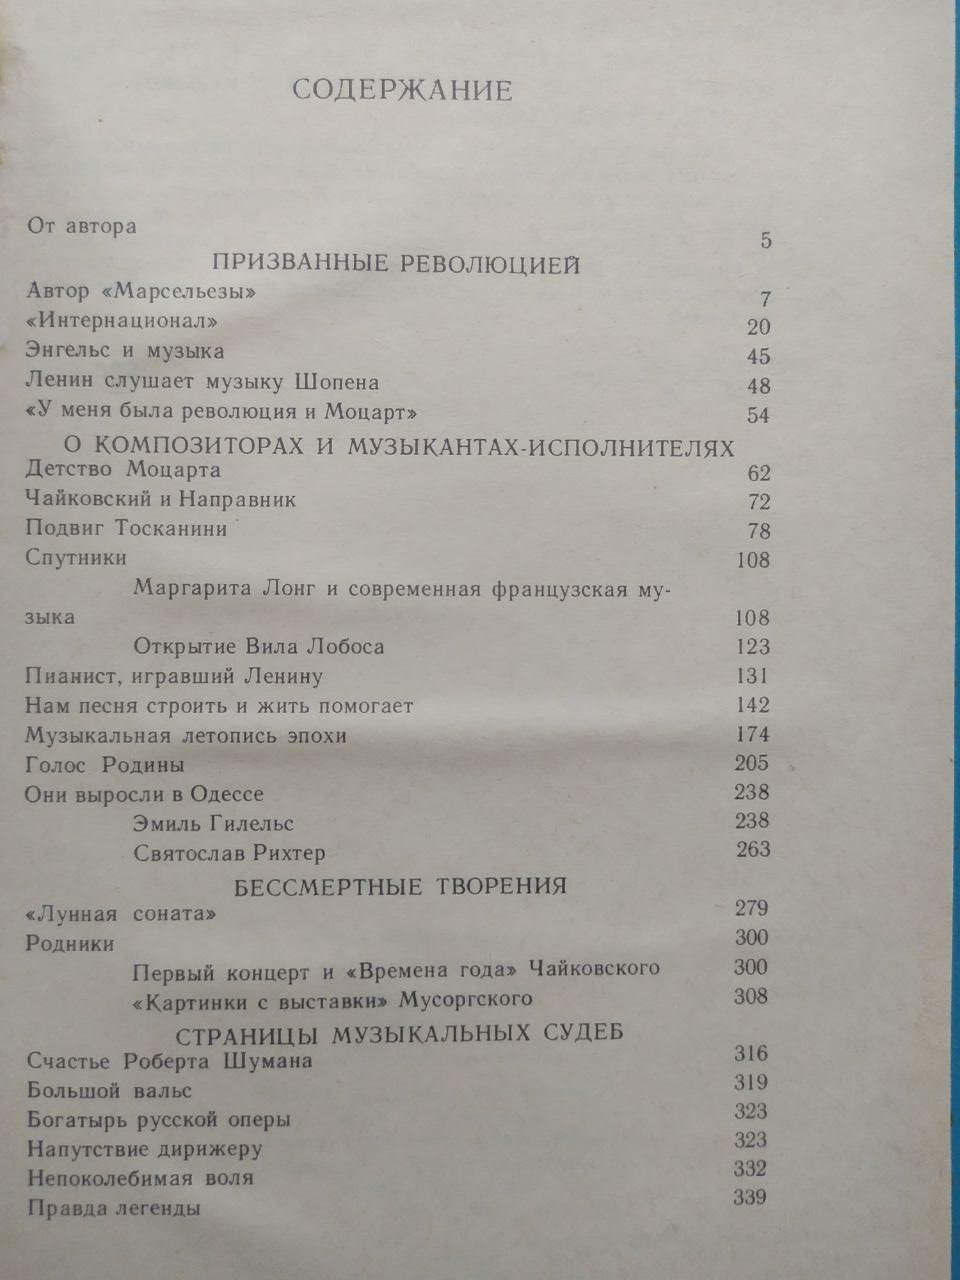 СОДЕРЖАНИЕ
От автора 5
ПРИЗВАННЫЕ РЕВОЛЮЦИЕЙ
Автор «Марсельезы» 7
«Интернационал» 20
Энгельс и музыка 45
Ленин слушает музыку Шопена 48
«У меня была революция и Моцарт» 54
О КОМПОЗИТОРАХ И МУЗЫКАНТАХ-ИСПОЛНИТЕЛЯХ
Детство Моцарта 62
Чайковский и Направник 72
Подвиг Тосканини 78
Спутники 108
Маргарита Лонг и современная французская му-
зыка 108
Открытие Вила Лобоса 123
Пианист, игравший Ленину 131
Нам песня строить и жить помогает 142
Музыкальная летопись эпохи 174
Голос Родины 205
Они выросли в Одессе 238
Эмиль Гилельс 238
Святослав Рихтер 263
БЕССМЕРТНЫЕ ТВОРЕНИЯ
«Лунная соната» 279
Родники 300
Первый концерт и «Времена года» Чайковского 300
«Картинки с выставки» Мусоргского 308
СТРАНИЦЫ МУЗЫКАЛЬНЫХ СУДЕБ
Счастье Роберта Шумана 316
Большой вальс 319
Богатырь русской оперы 323
Напутствие дирижеру 323
Непоколебимая воля 332
Правда легенды 339